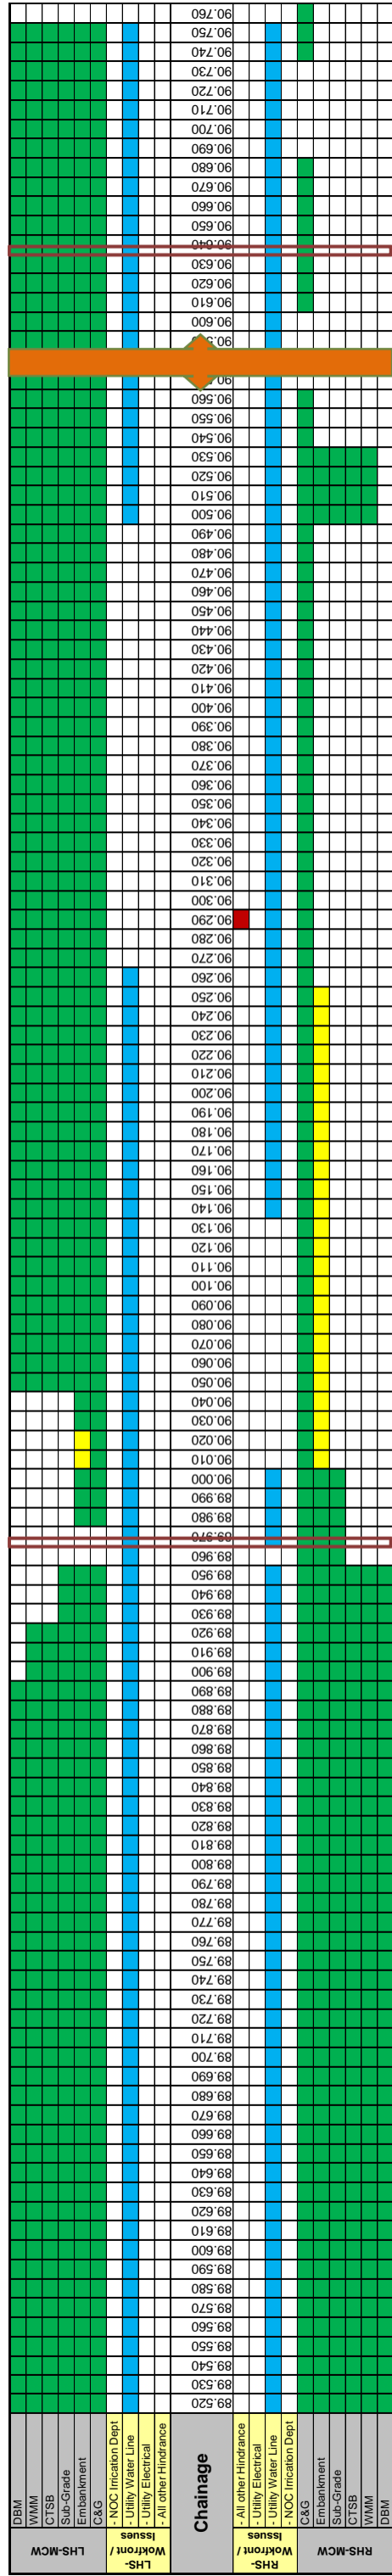 LHS-MCW
DBM
WMM
CTSB
Sub-Grade
Embankment
C&G
LHS-
Wokfront /
Issues
- NOC Irrication Dept
- Utility Water Line
- Utility Electrical
- All other Hindrance
Chainage 89.520 89.530 89.540 89.550 89.560 89.570 89.580 89.590 89.600 89.610 89.620 89.630 89.640 89.650 89.660 89.670 89.680 89.690 89.700 89.710 89.720 89.730 89.740 89.750 89.760 89.770 89.780 89.790 89.800 89.810 89.820 89.830 89.840 89.850 89.860 89.870 89.880 89.890 89.900 89.910 89.920 89.930 89.940 89.950 89.960 89.970 89.980 89.990 90.000 90.010 90.020 90.030 90.040 90.050 90.060 90.070 90.080 90.090 90.100 90.110 90.120 90.130 90.140 90.150 90.160 90.170 90.180 90.190 90.200 90.210 90.220 90.230 90.240 90.250 90.260 90.270 90.280 90.290 90.300 90.310 90.320 90.330 90.340 90.350 90.360 90.370 90.380 90.390 90.400 90.410 90.420 90.430 90.440 90.450 90.460 90.470 90.480 90.490 90.500 90.510 90.520 90.530 90.540 90.550 90.560 90.600 90.610 90.620 90.630 90.640 90.650 90.660 90.670 90.680 90.690 90.700 90.710 90.720 90.730 90.740 90.750 90.760
RHS-
Wokfront /
Issues
- All other Hindrance
- Utility Electrical
- Utility Water Line
- NOC Irrication Dept
RHS-MCW
C&G
Embankment
Sub-Grade
CTSB
WMM
DBM